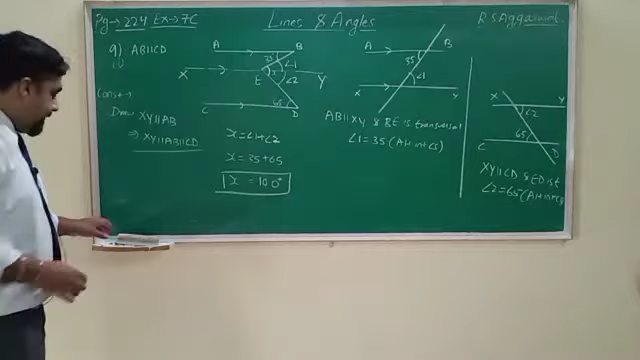 Pg → 224 Ex → 7C
Lines & Angles
R S Aggarwal
9) AB||CD
(i)
Const →
Draw XY||AB
⇒ XY||AB||CD
A B
35
∠1
x
X E ∠2 Y
65
C D
x = ∠1+∠2
x = 35+65
x = 100°
A B
35
∠1
X Y
AB||XY & BE is transversal
∠1 = 35 (Alt int ∠s)
X Y
∠2
65
C D
XY||CD & ED is t
∠2 = 65 (Alt int